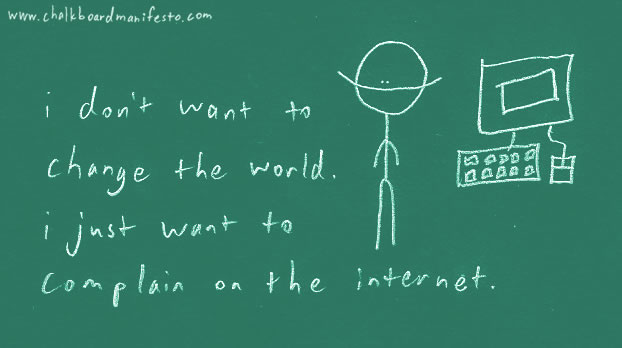 www.chalkboardmanifesto.com
i don't want to
change the world.
i just want to
complain on the internet.